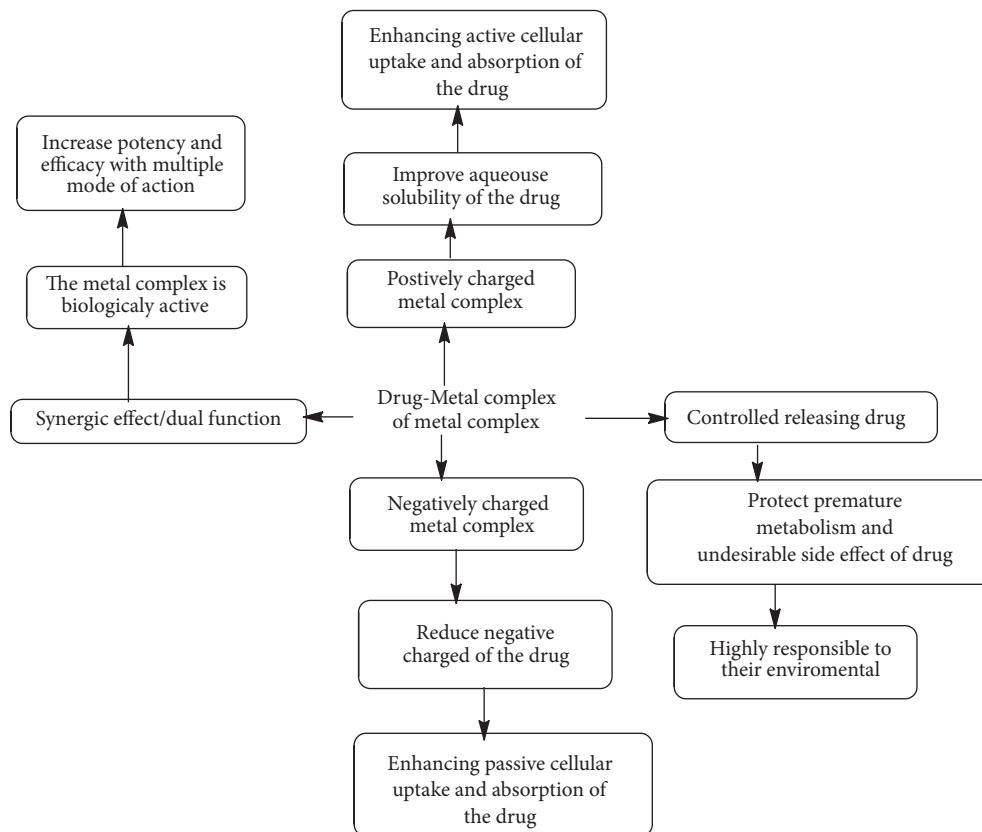 Enhancing active cellular
uptake and absorption of
the drug
Increase potency and
efficacy with multiple
mode of action
Improve aqueouse
solubility of the drug
The metal complex is
biologicaly active
Postively charged
metal complex
Synergic effect/dual function
Drug-Metal complex
of metal complex
Controlled releasing drug
Negatively charged
metal complex
Protect premature
metabolism and
undesirable side effect of drug
Reduce negative
charged of the drug
Highly responsible to
their enviromental
Enhancing passive cellular
uptake and absorption of
the drug